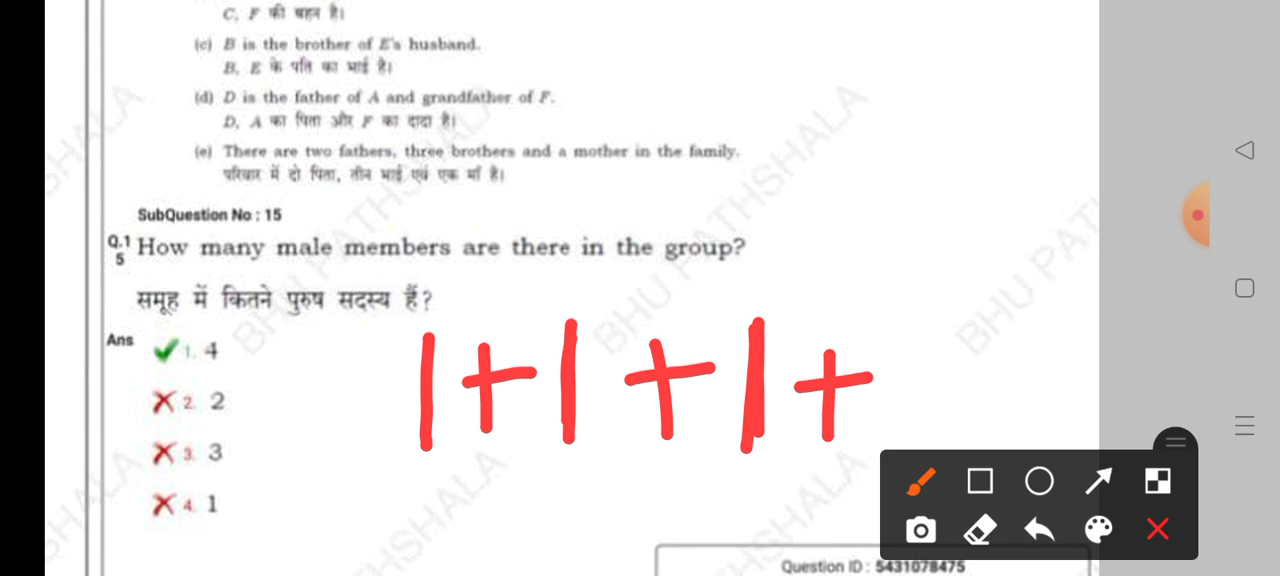 C, F की बहन है।
(c) B is the brother of E's husband.
B, E के पति का भाई है।
(d) D is the father of A and grandfather of F.
D, A का पिता और F का दादा है।
(e) There are two fathers, three brothers and a mother in the family.
परिवार में दो पिता, तीन भाई एवं एक माँ है।
SubQuestion No : 15
Q.15 How many male members are there in the group?
समूह में कितने पुरुष सदस्य हैं?
Ans
1. 4
2. 2
3. 3
4. 1
1+1+1+
Question ID : 5431078475
BHU PATHSHALA